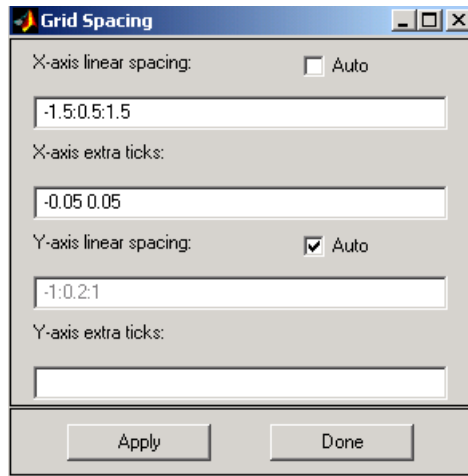 Grid Spacing
X-axis linear spacing: Auto
-1.5:0.5:1.5
X-axis extra ticks:
-0.05 0.05
Y-axis linear spacing: Auto
-1:0.2:1
Y-axis extra ticks:
Apply Done